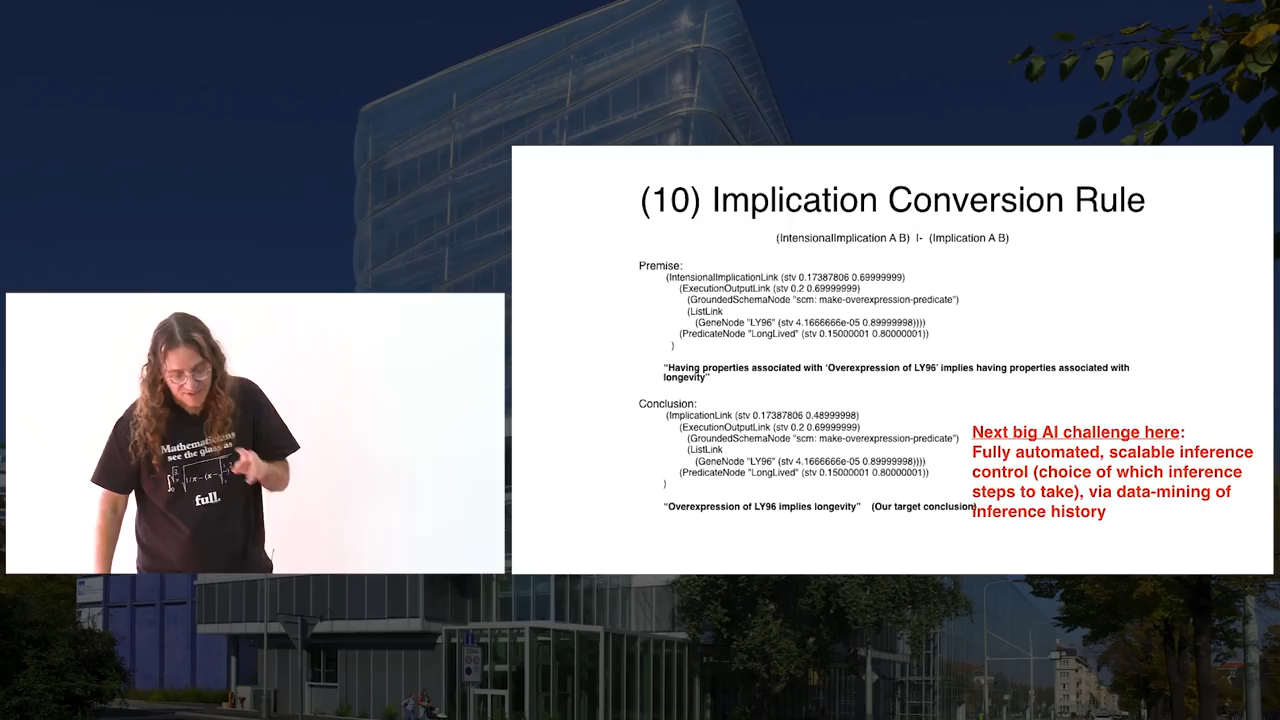 (10) Implication Conversion Rule
(IntensionalImplication A B) |- (Implication A B)
Premise:
(IntensionalImplicationLink (stv 0.17387806 0.69999999)
(ExecutionOutputLink (stv 0.2 0.69999999)
(GroundedSchemaNode "scm: make-overexpression-predicate")
(ListLink
(GeneNode "LY96" (stv 4.1666666e-05 0.89999998))))
(PredicateNode "LongLived" (stv 0.15000001 0.80000001))
)
"Having properties associated with 'Overexpression of LY96' implies having properties associated with
longevity"
Conclusion:
(ImplicationLink (stv 0.17387806 0.48999998)
(ExecutionOutputLink (stv 0.2 0.69999999)
(GroundedSchemaNode "scm: make-overexpression-predicate")
(ListLink
(GeneNode "LY96" (stv 4.1666666e-05 0.89999998))))
(PredicateNode "LongLived" (stv 0.15000001 0.80000001))
)
"Overexpression of LY96 implies longevity" (Our target conclusion)
Next big AI challenge here:
Fully automated, scalable inference
control (choice of which inference
steps to take), via data-mining of
inference history
Mathematicians
see the glass as
full.